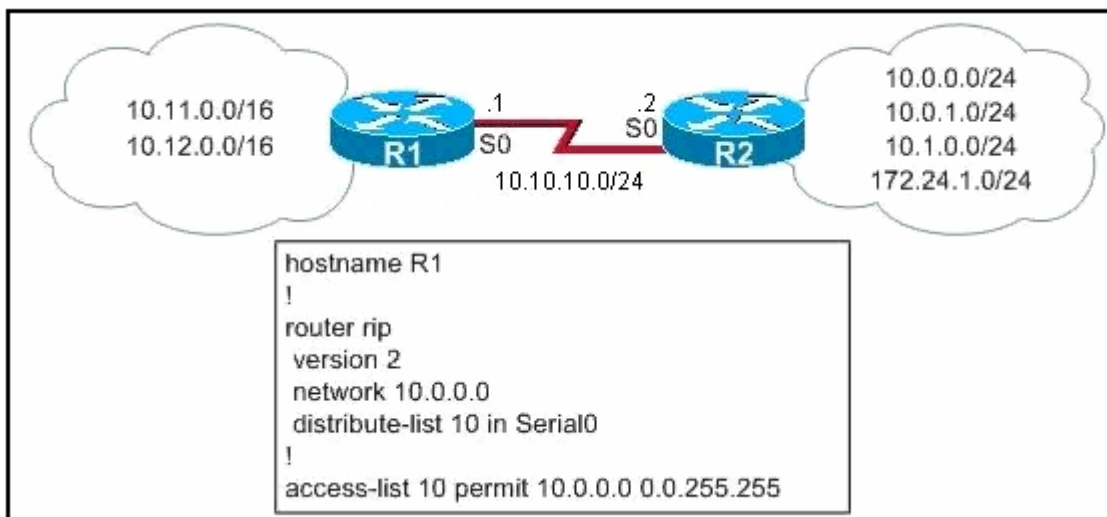 10.11.0.0/16
10.12.0.0/16
R1
.1
S0
10.10.10.0/24
.2
S0
R2
10.0.0.0/24
10.0.1.0/24
10.1.0.0/24
172.24.1.0/24
hostname R1
!
router rip
version 2
network 10.0.0.0
distribute-list 10 in Serial0
!
access-list 10 permit 10.0.0.0 0.0.255.255